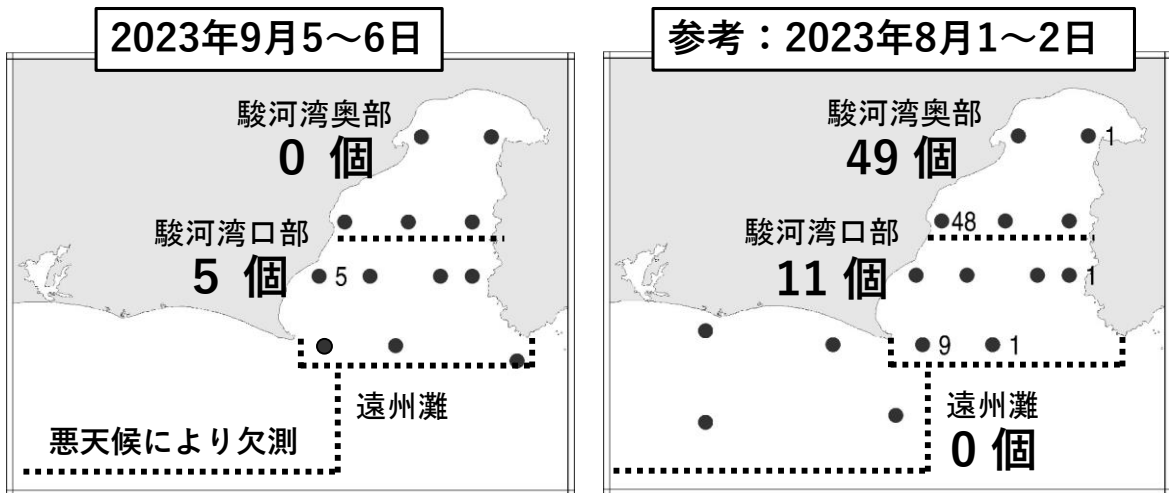 2023年9月5～6日
駿河湾奥部
0 個
駿河湾口部
5 個
5
遠州灘
悪天候により欠測
参考：2023年8月1～2日
駿河湾奥部
49 個
1
48
駿河湾口部
11 個
1
9
1
遠州灘
0 個